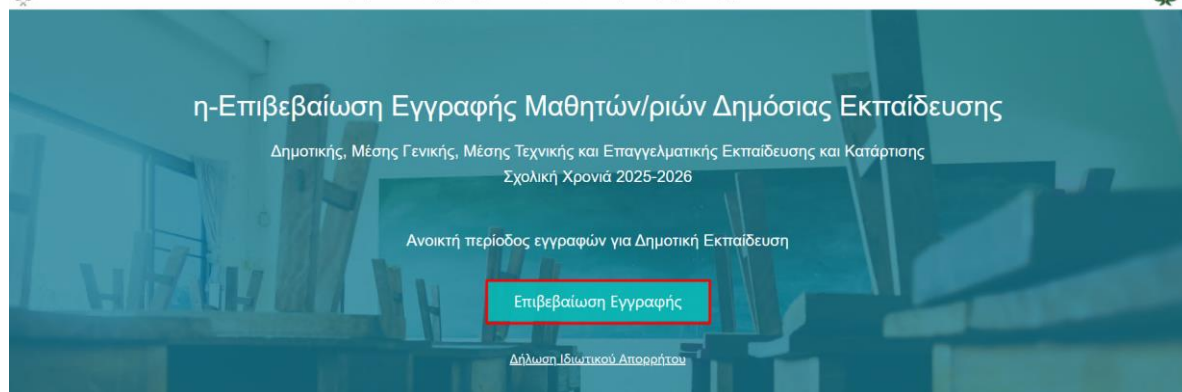 η-Επιβεβαίωση Εγγραφής Μαθητών/ριών Δημόσιας Εκπαίδευσης
Δημοτικής, Μέσης Γενικής, Μέσης Τεχνικής και Επαγγελματικής Εκπαίδευσης και Κατάρτισης
Σχολική Χρονιά 2025-2026
Ανοικτή περίοδος εγγραφών για Δημοτική Εκπαίδευση
Επιβεβαίωση Εγγραφής
Δήλωση Ιδιωτικού Απορρήτου